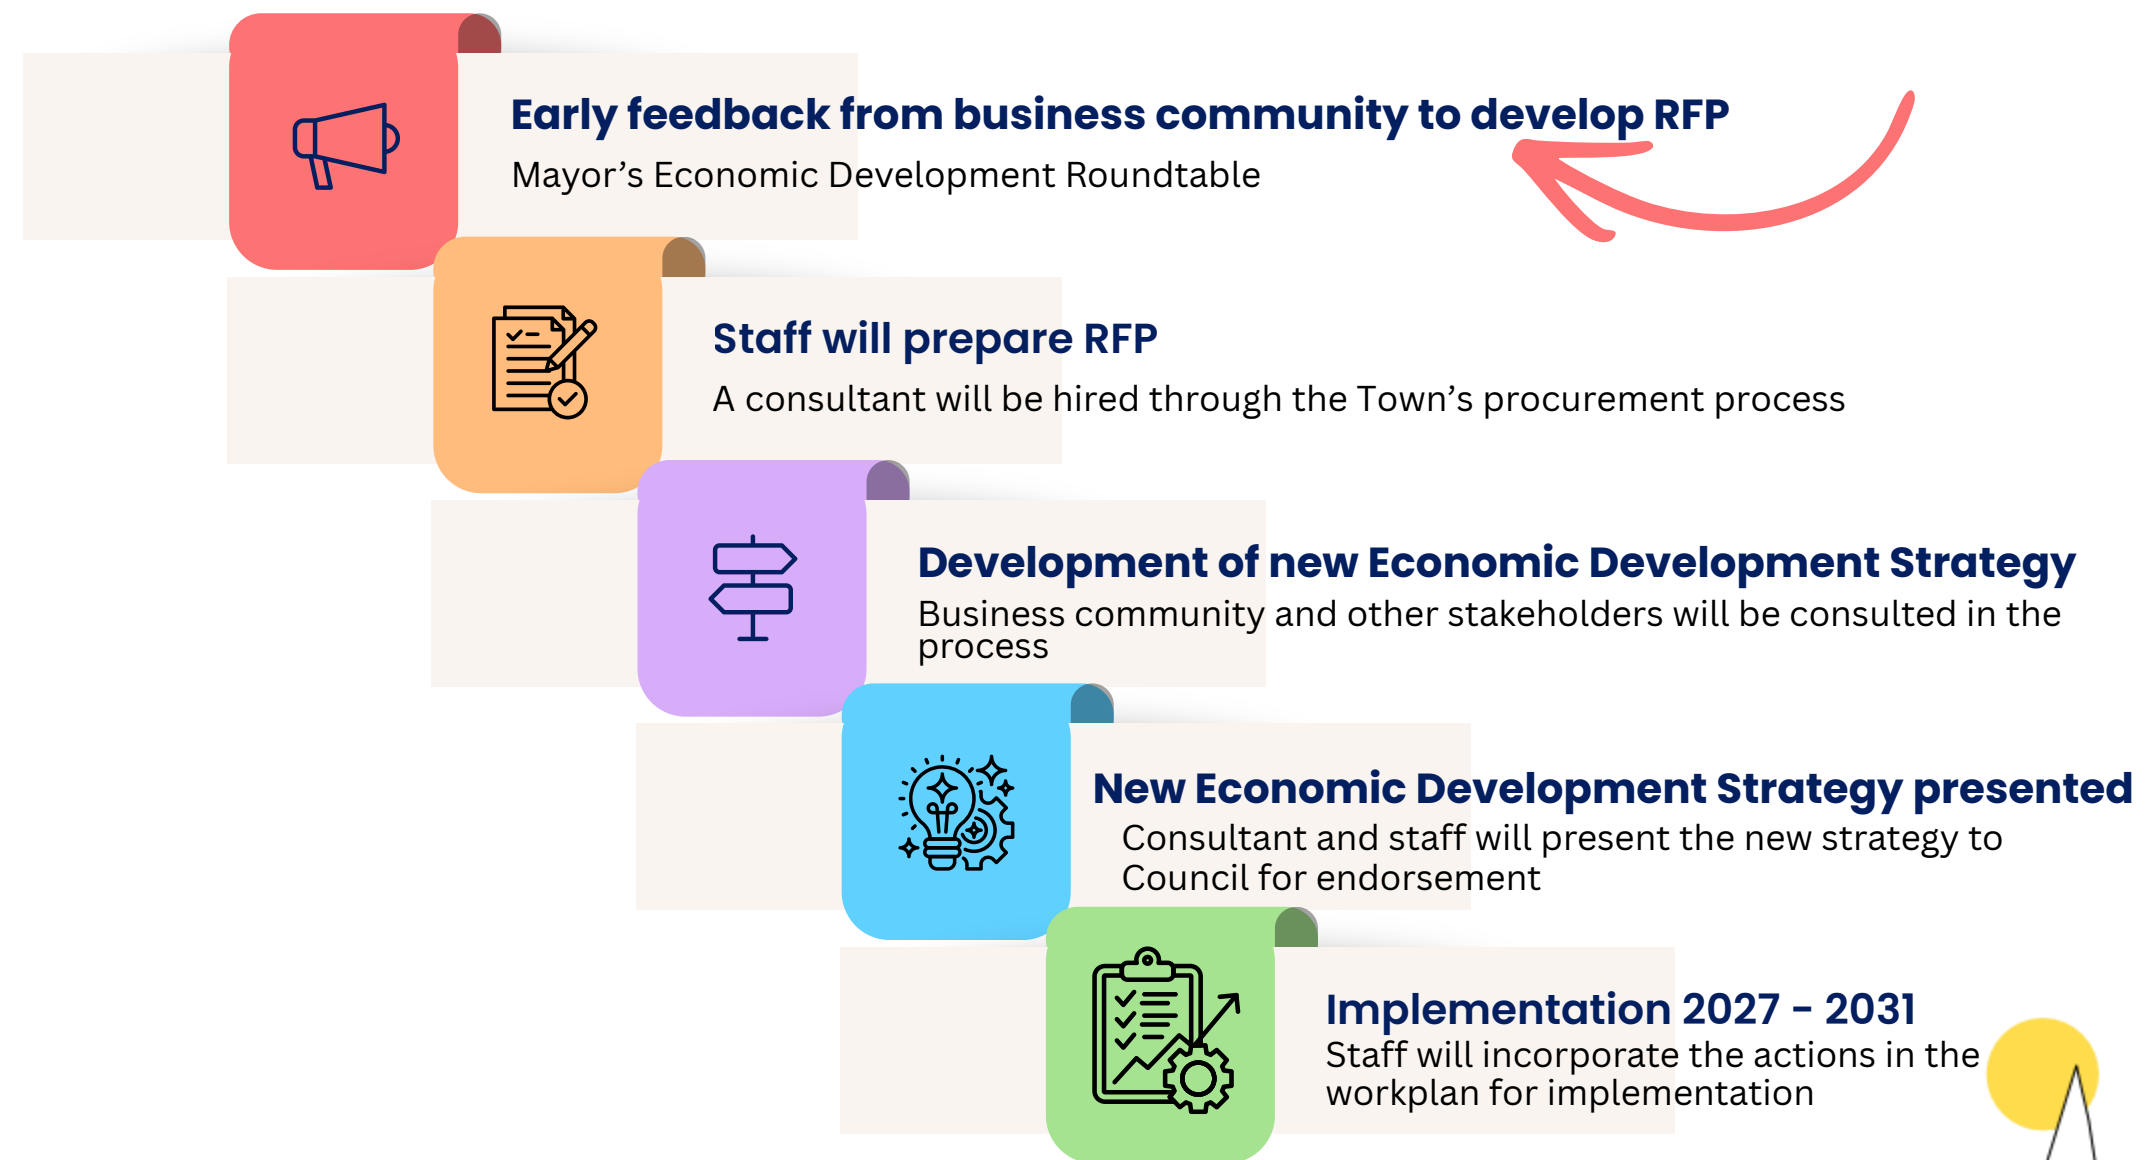 Early feedback from business community to develop RFP
Mayor’s Economic Development Roundtable
Staff will prepare RFP
A consultant will be hired through the Town’s procurement process
Development of new Economic Development Strategy
Business community and other stakeholders will be consulted in the
process
New Economic Development Strategy presented
Consultant and staff will present the new strategy to
Council for endorsement
Implementation 2027 - 2031
Staff will incorporate the actions in the
workplan for implementation